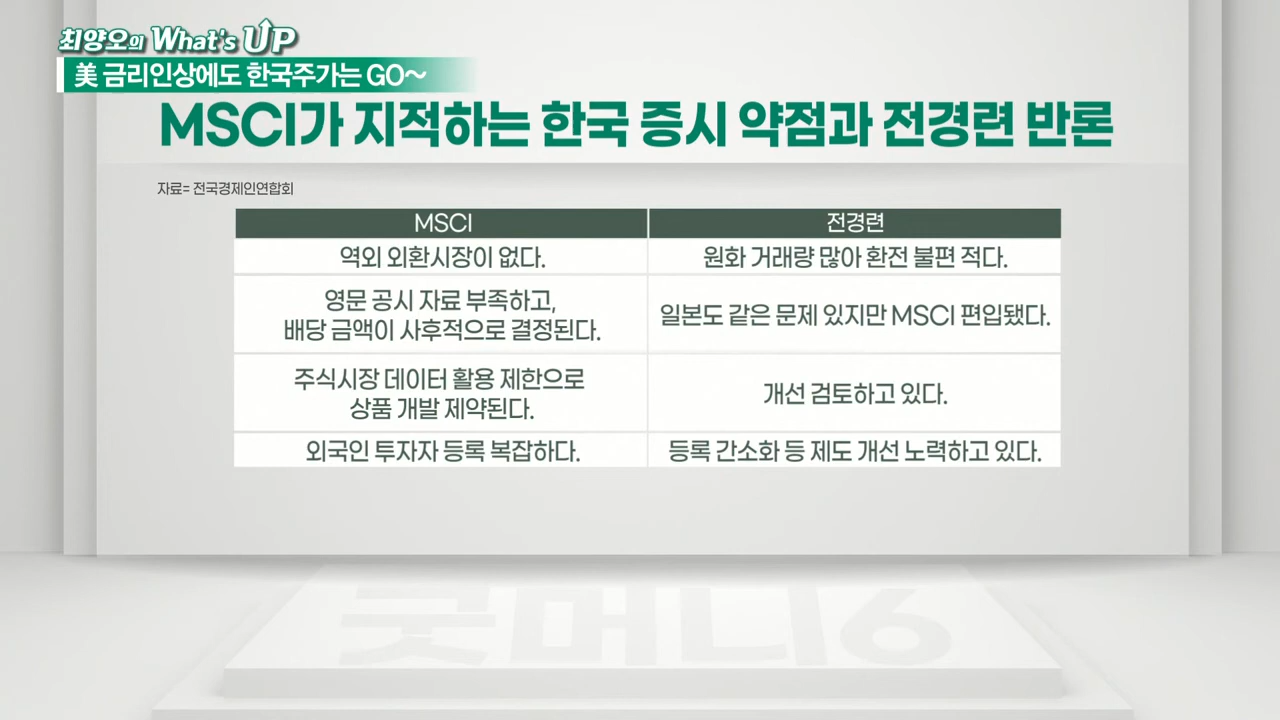 최양오의 What's UP
美 금리인상에도 한국주가는 GO~
MSCI가 지적하는 한국 증시 약점과 전경련 반론
자료= 전국경제인연합회
MSCI
전경련
역외 외환시장이 없다.
원화 거래량 많아 환전 불편 적다.
영문 공시 자료 부족하고,
배당 금액이 사후적으로 결정된다.
일본도 같은 문제 있지만 MSCI 편입됐다.
주식시장 데이터 활용 제한으로
상품 개발 제약된다.
개선 검토하고 있다.
외국인 투자자 등록 복잡하다.
등록 간소화 등 제도 개선 노력하고 있다.
굿머니6